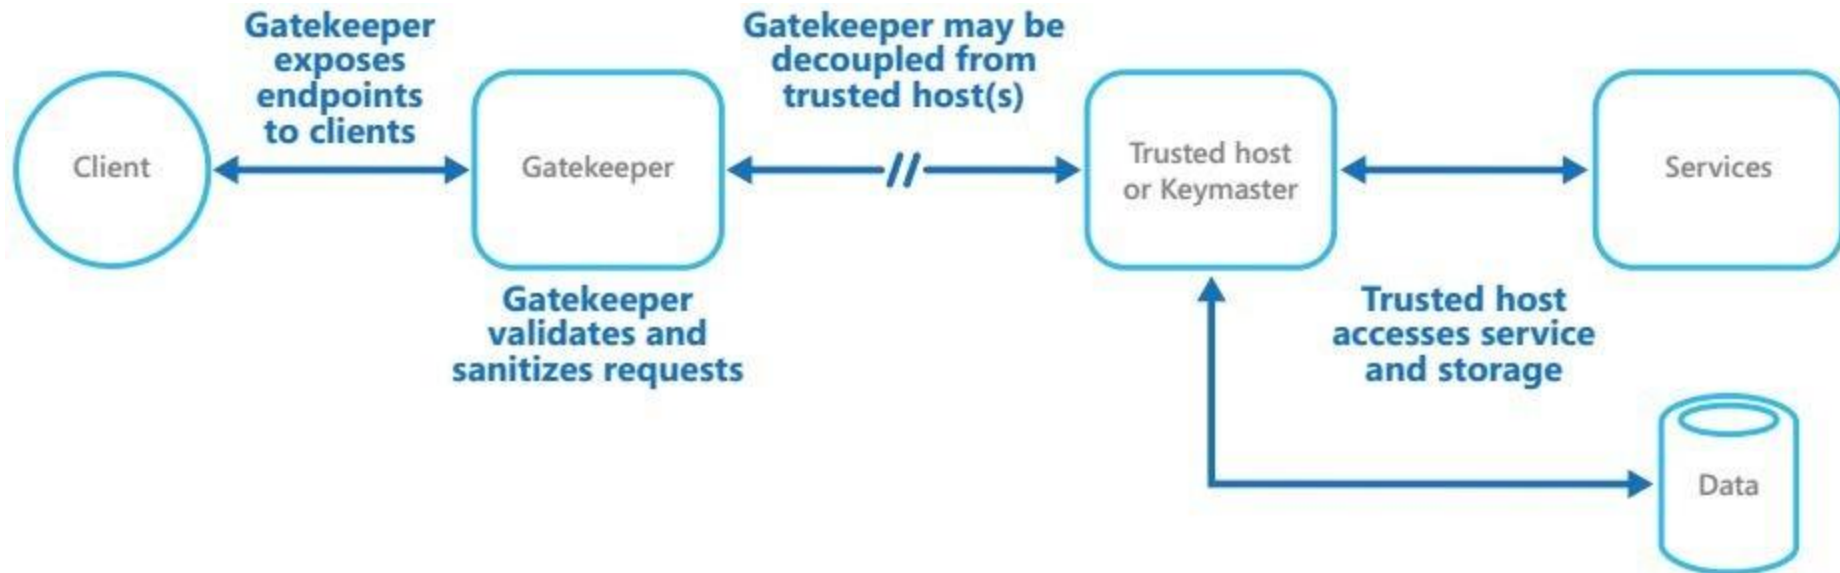 Gatekeeper
exposes
endpoints
to clients
Gatekeeper may be
decoupled from
trusted host(s)
Client
Gatekeeper
Trusted host
or Keymaster
Services
Gatekeeper
validates and
sanitizes requests
Trusted host
accesses service
and storage
Data